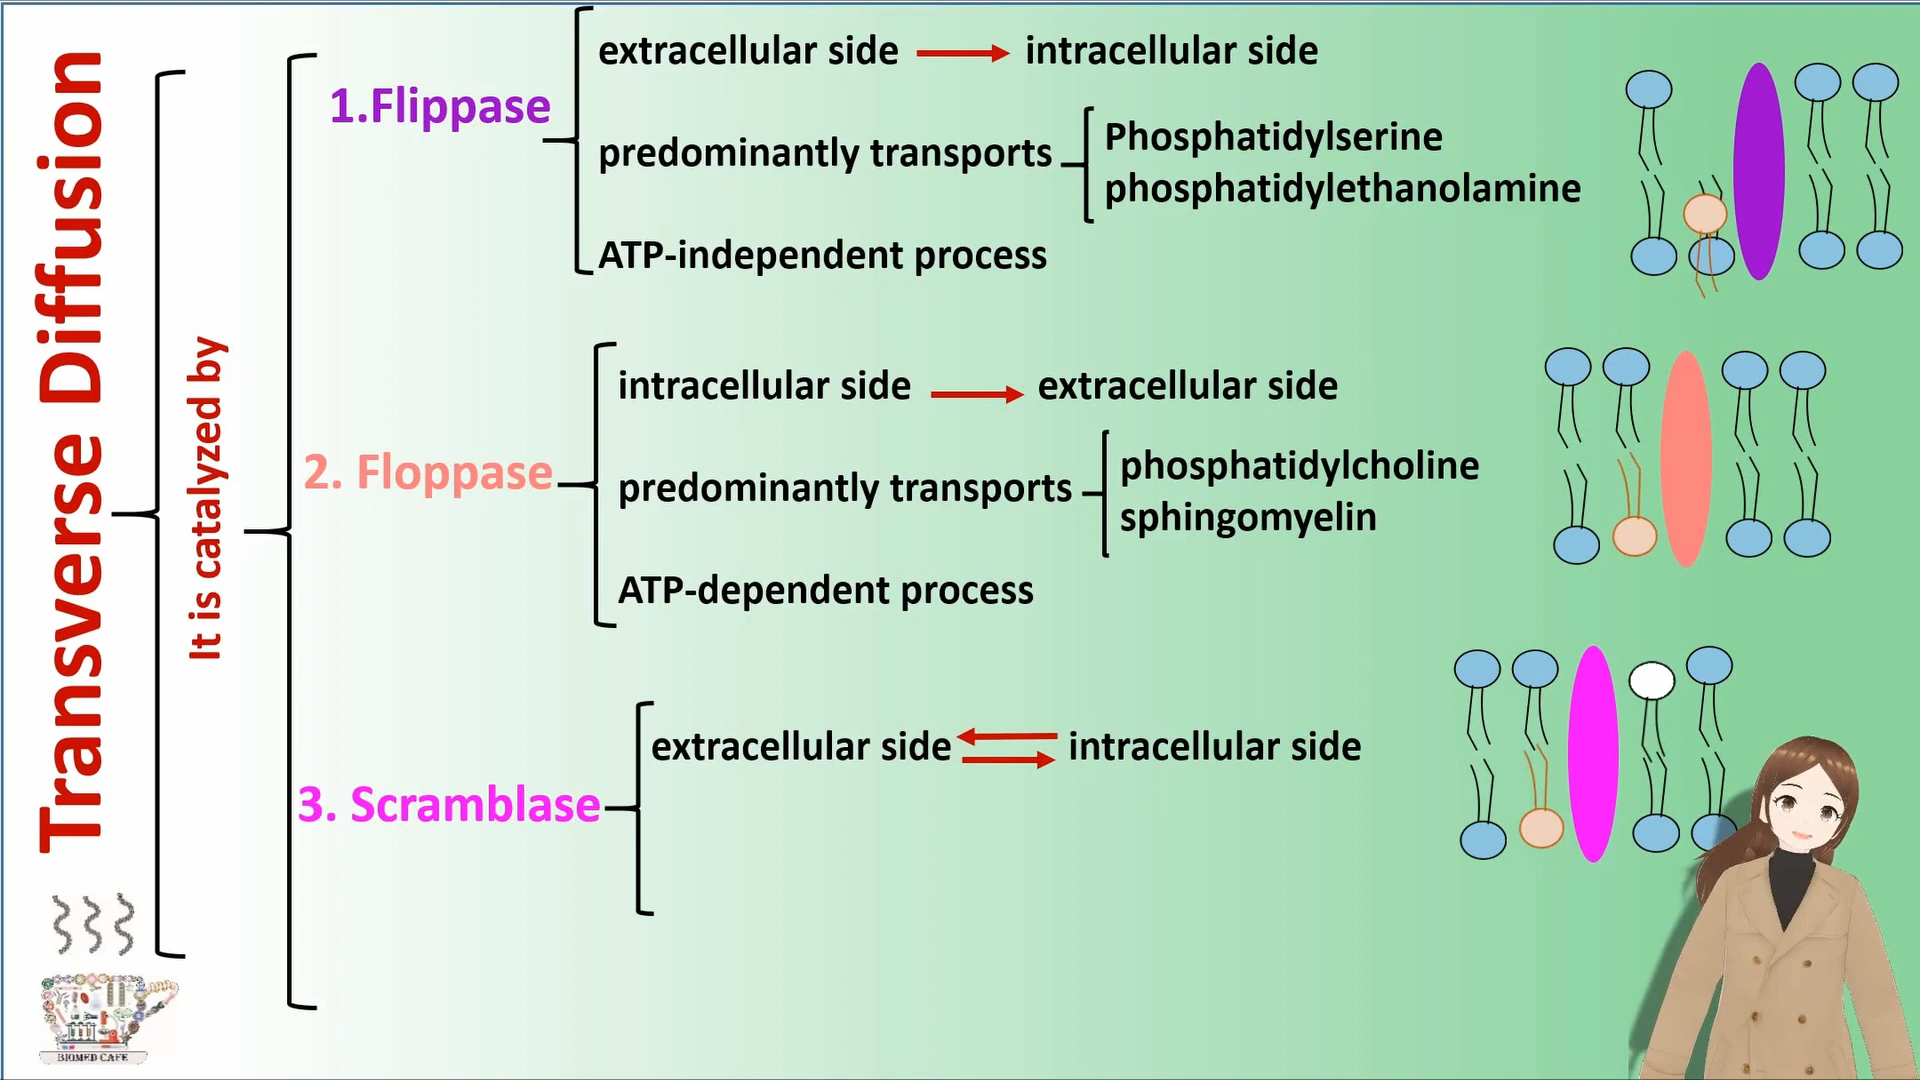 Transverse Diffusion
It is catalyzed by
1.Flippase
extracellular side
intracellular side
predominantly transports
Phosphatidylserine
phosphatidylethanolamine
ATP-independent process
2. Floppase
intracellular side
extracellular side
predominantly transports
phosphatidylcholine
sphingomyelin
ATP-dependent process
3. Scramblase
extracellular side
intracellular side
BIOMED CAFE